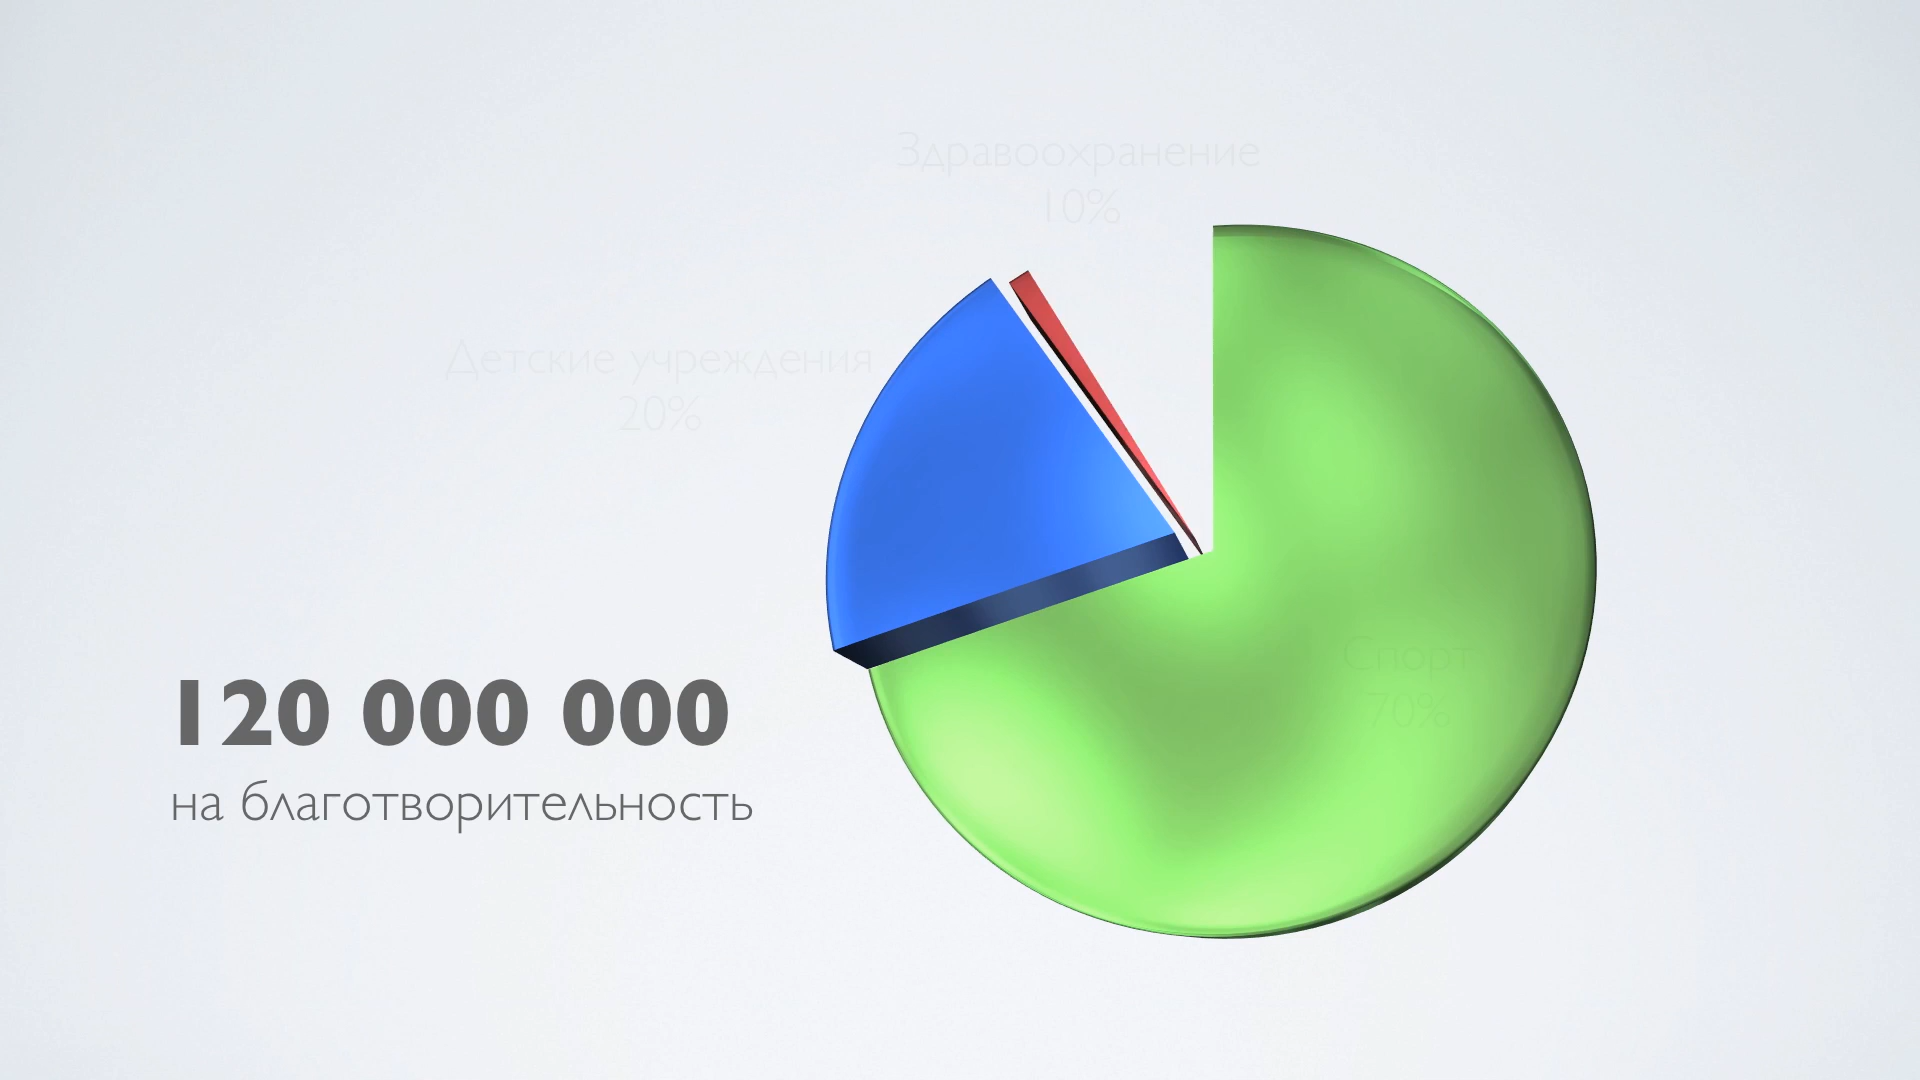 Здравоохранение
10%
Детские учреждения
20%
Спорт
70%
120 000 000
на благотворительность